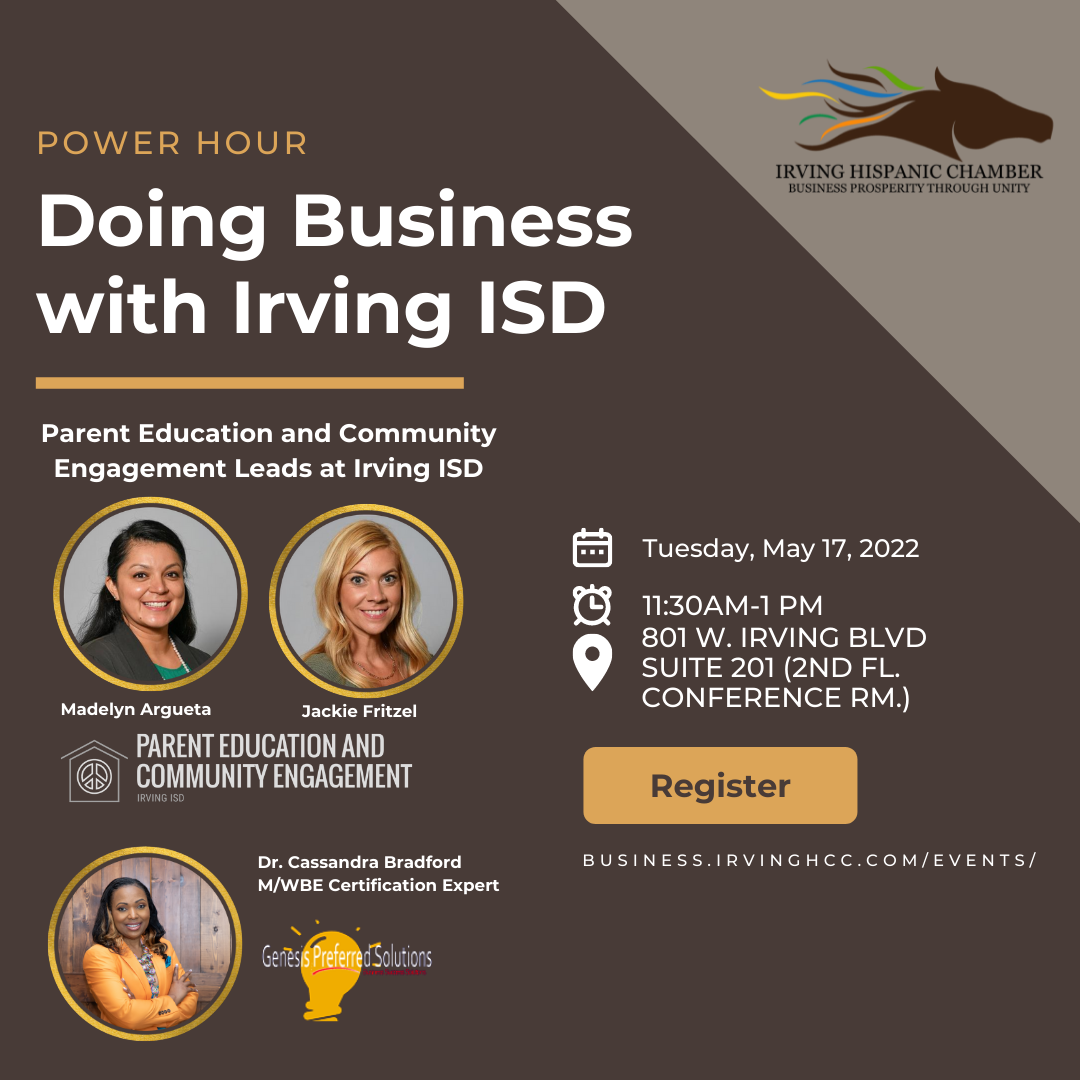 POWER HOUR
Doing Business
with Irving ISD
IRVING HISPANIC CHAMBER
BUSINESS PROSPERITY THROUGH UNITY
Parent Education and Community
Engagement Leads at Irving ISD
Madelyn Argueta
Jackie Fritzel
PARENT EDUCATION AND
COMMUNITY ENGAGEMENT
IRVING ISD
Dr. Cassandra Bradford
M/WBE Certification Expert
Genesis Preferred Solutions
Tuesday, May 17, 2022
11:30AM-1 PM
801 W. IRVING BLVD
SUITE 201 (2ND FL.
CONFERENCE RM.)
Register
BUSINESS.IRVINGHCC.COM/EVENTS/